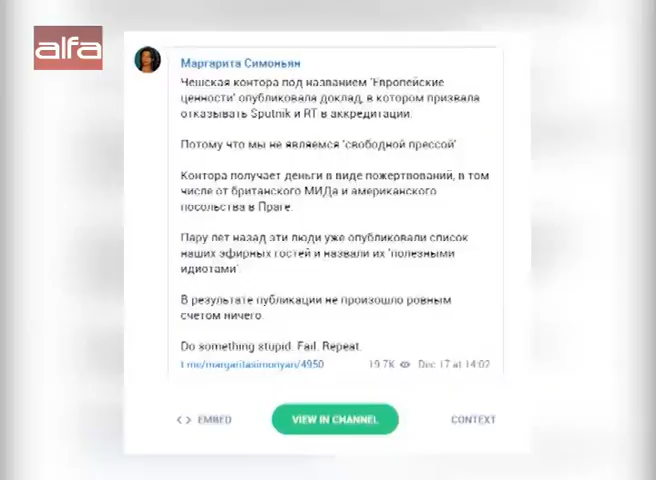 alfa
Маргарита Симоньян
Чешская контора под названием 'Европейские
ценности' опубликовала доклад, в котором призвала
отказывать Sputnik и RT в аккредитации.
Потому что мы не являемся 'свободной прессой'.
Контора получает деньги в виде пожертвований, в том
числе от британского МИДа и американского
посольства в Праге.
Пару лет назад эти люди уже опубликовали список
наших эфирных гостей и назвали их 'полезными
идиотами'.
В результате публикации не произошло ровным
счетом ничего.
Do something stupid. Fail. Repeat.
t.me/margaritasimonyan/4950 19.7K Dec 17 at 14:02
<> EMBED VIEW IN CHANNEL CONTEXT